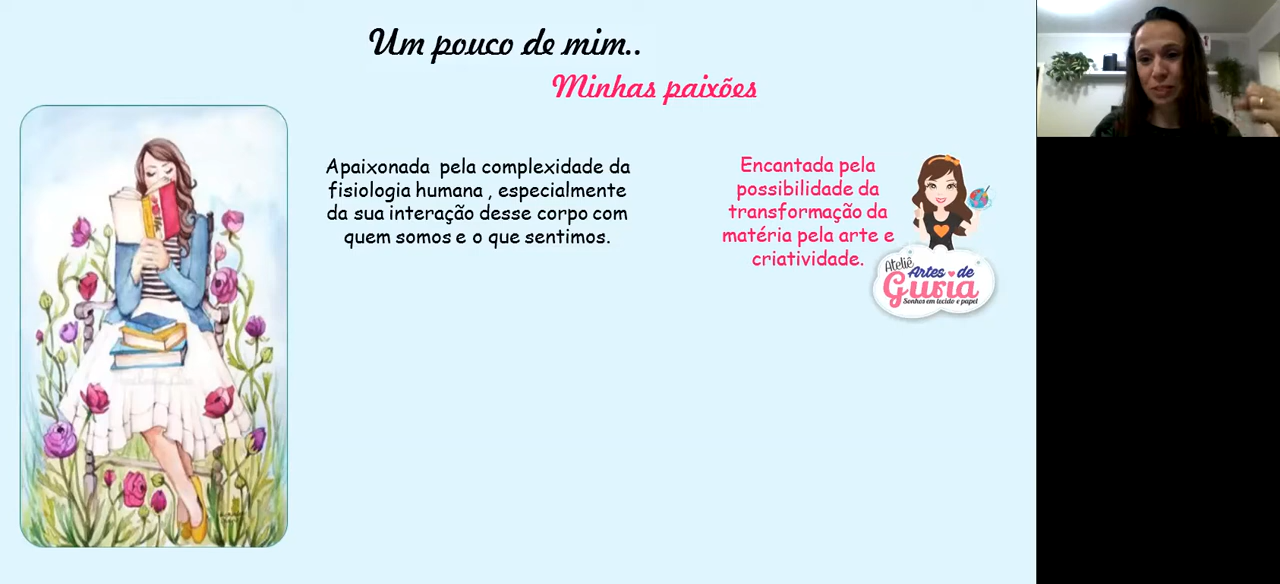 Um pouco de mim..
Minhas paixões
Apaixonada pela complexidade da
fisiologia humana , especialmente
da sua interação desse corpo com
quem somos e o que sentimos.
Encantada pela
possibilidade da
transformação da
matéria pela arte e
criatividade.
Ateliê
Artes de
Guria
Sonhos em tecido e papel